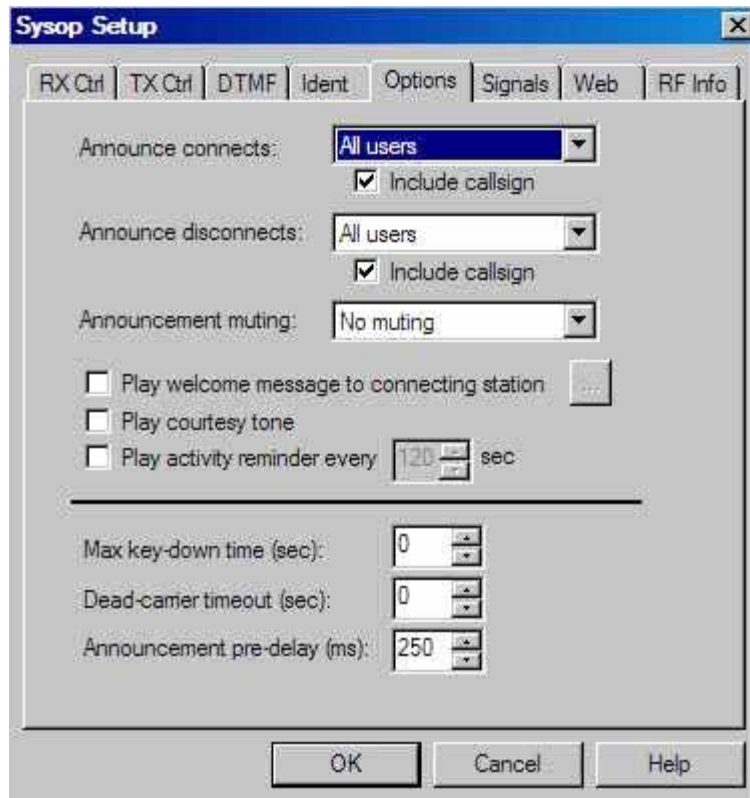 Sysop Setup
RX Ctrl TX Ctrl DTMF Ident Options Signals Web RF Info
Announce connects: All users
Include callsign
Announce disconnects: All users
Include callsign
Announcement muting: No muting
Play welcome message to connecting station ...
Play courtesy tone
Play activity reminder every 120 sec
Max key-down time (sec): 0
Dead-carrier timeout (sec): 0
Announcement pre-delay (ms): 250
OK Cancel Help